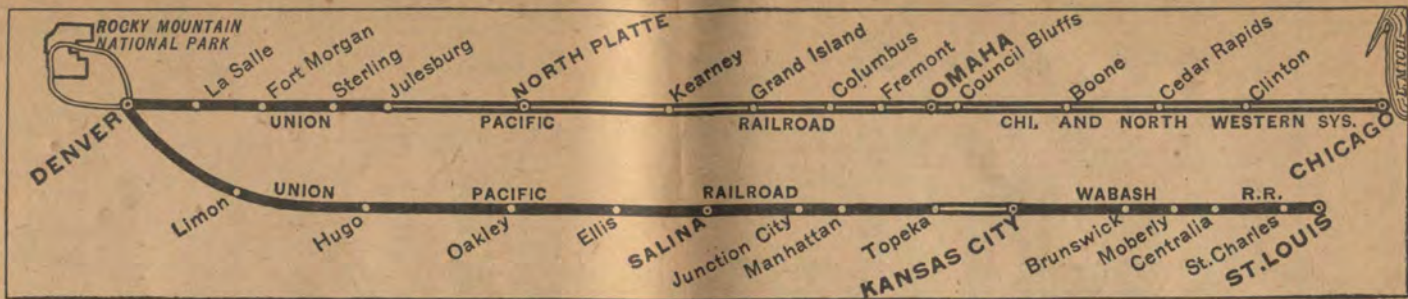 ROCKY MOUNTAIN
NATIONAL PARK
DENVER
La Salle
Fort Morgan
Sterling
Julesburg
NORTH PLATTE
Kearney
Grand Island
Columbus
Fremont
OMAHA
Council Bluffs
Boone
Cedar Rapids
Clinton
CHICAGO
L. MICH.
UNION PACIFIC RAILROAD CHI. AND NORTH WESTERN SYS.
UNION PACIFIC RAILROAD WABASH R.R.
Limon
Hugo
Oakley
Ellis
SALINA
Junction City
Manhattan
Topeka
KANSAS CITY
Brunswick
Moberly
Centralia
St. Charles
ST. LOUIS